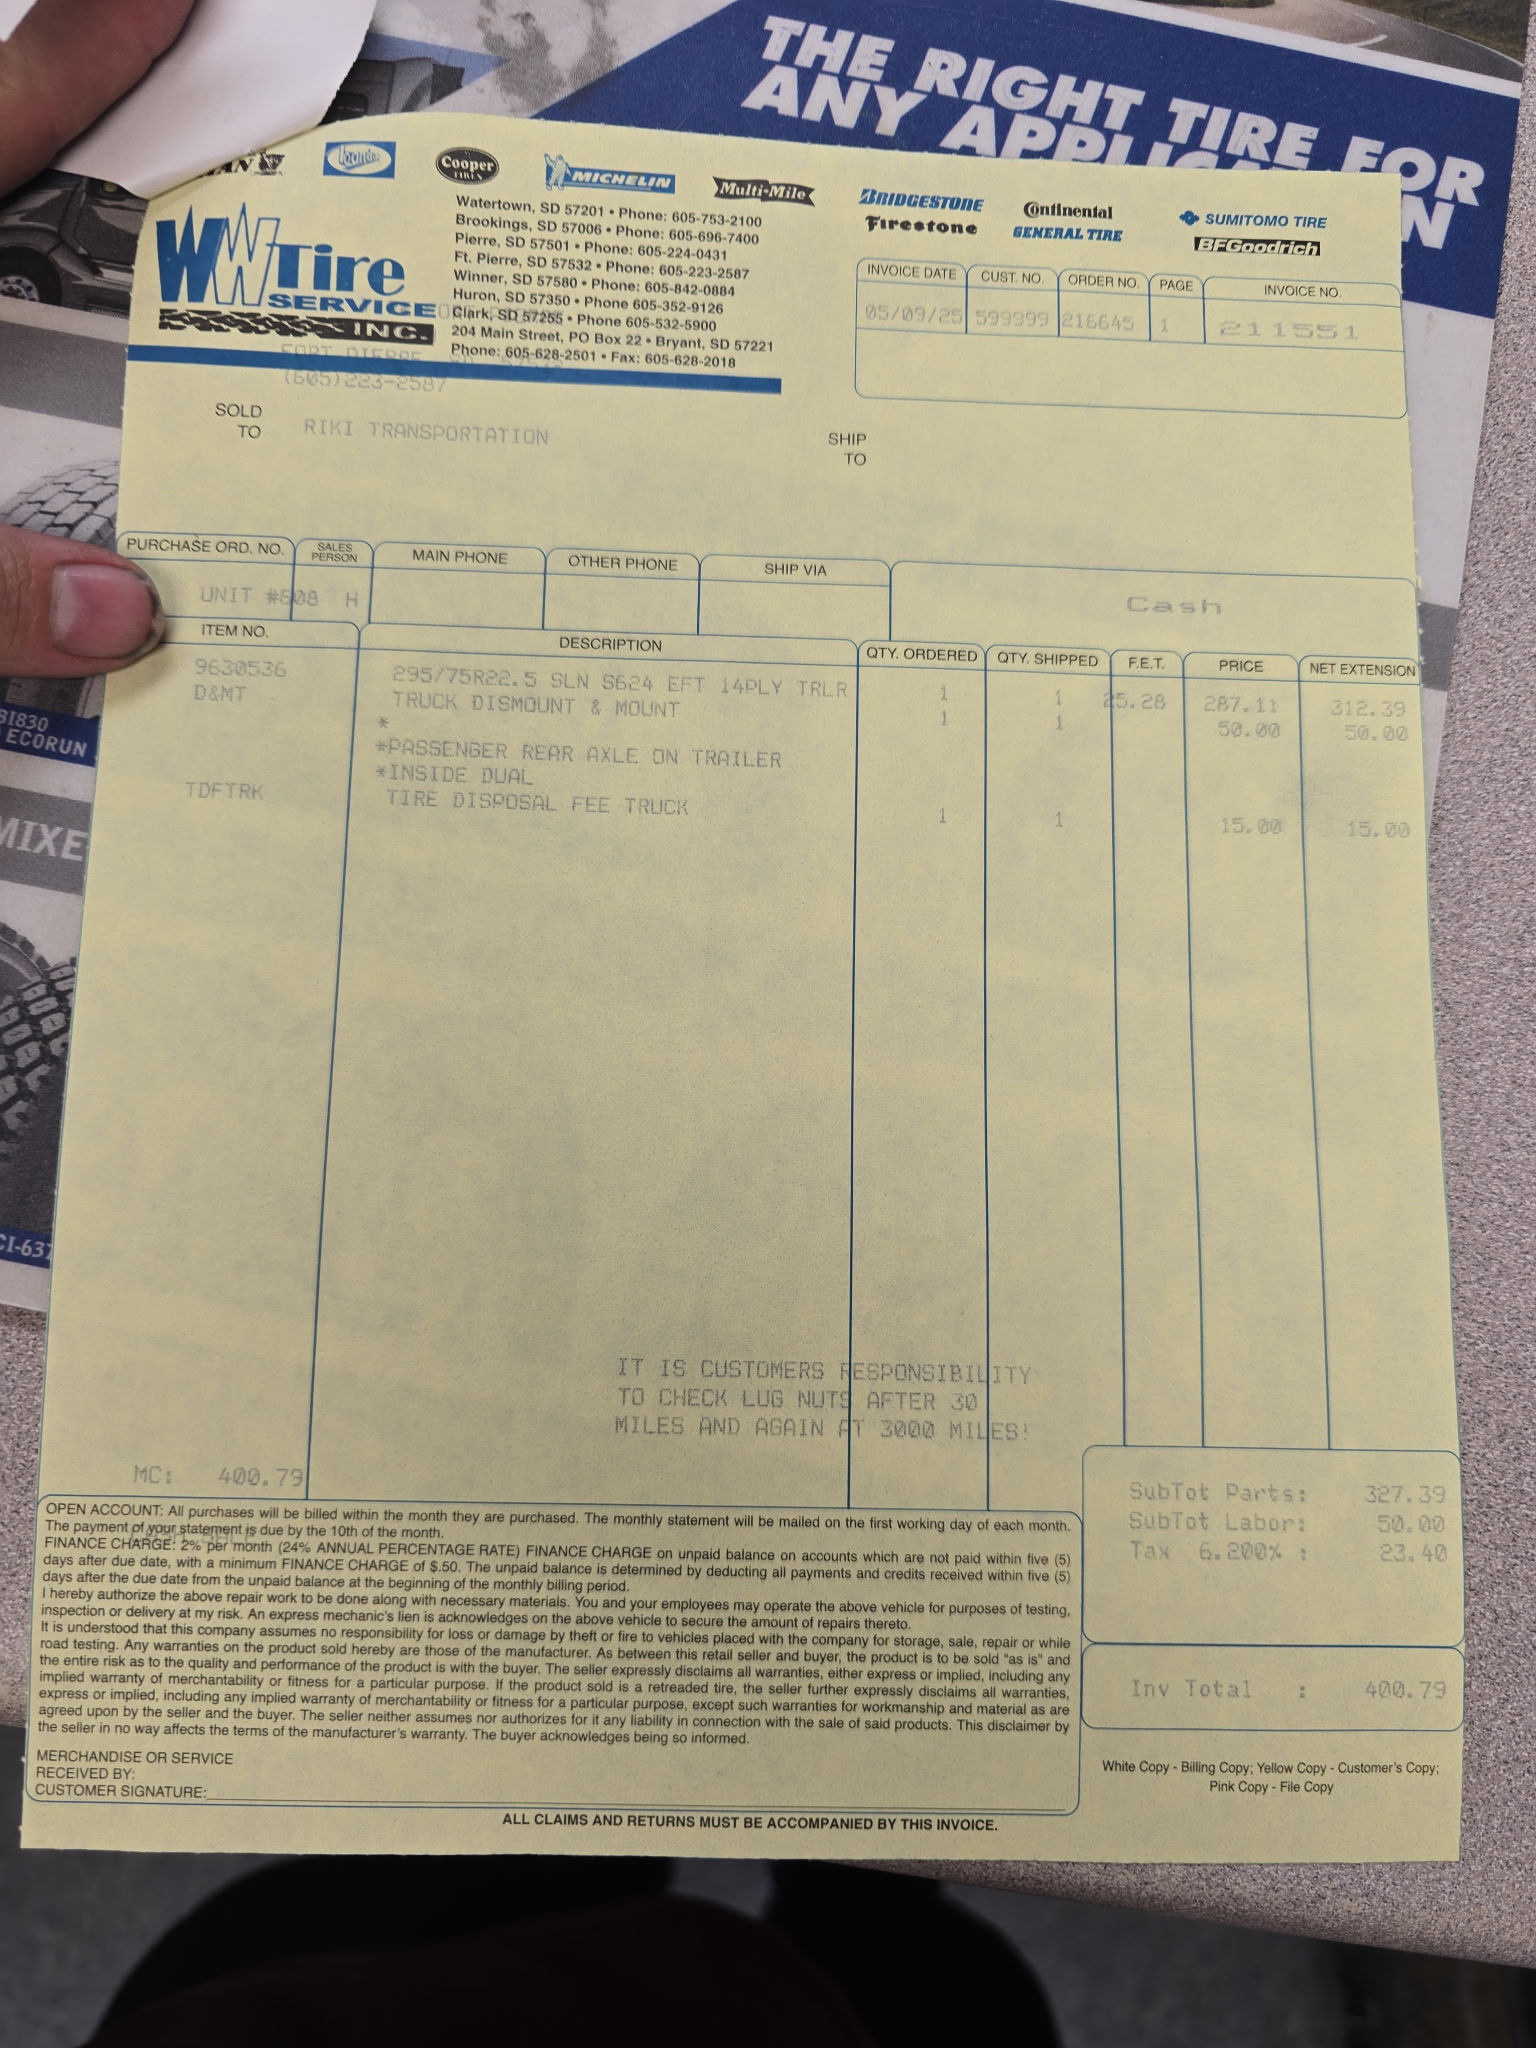 THE RIGHT TIRE FOR
ANY
Cooper
TIRES
MICHELIN
Multi-Mile
BRIDGESTONE
Firestone
Continental
GENERAL TIRE
SUMITOMO TIRE
BFGoodrich
WW Tire
SERVICE
INC.
Watertown, SD 57201 • Phone: 605-753-2100
Brookings, SD 57006 • Phone: 605-696-7400
Pierre, SD 57501 • Phone: 605-224-0431
Ft. Pierre, SD 57532 • Phone: 605-223-2587
Winner, SD 57580 • Phone: 605-842-0884
Huron, SD 57350 • Phone 605-352-9126
Clark, SD 57255 • Phone 605-532-5900
204 Main Street, PO Box 22 • Bryant, SD 57221
Phone: 605-628-2501 • Fax: 605-628-2018
FORT PIERRE
(605)223-2587
INVOICE DATE CUST. NO. ORDER NO. PAGE INVOICE NO.
05/09/25 599999 216645 1 211551
SOLD TO RIKI TRANSPORTATION
SHIP TO
PURCHASE ORD. NO. SALES PERSON MAIN PHONE OTHER PHONE SHIP VIA
UNIT #608 H Cash
ITEM NO. DESCRIPTION QTY. ORDERED QTY. SHIPPED F.E.T. PRICE NET EXTENSION
9630536 295/75R22.5 SLN S624 EFT 14PLY TRLR 1 1 25.28 287.11 312.39
D&MT TRUCK DISMOUNT & MOUNT 1 1 50.00 50.00
*
*PASSENGER REAR AXLE ON TRAILER
*INSIDE DUAL
TDFTRK TIRE DISPOSAL FEE TRUCK 1 1 15.00 15.00
IT IS CUSTOMERS RESPONSIBILITY
TO CHECK LUG NUTS AFTER 30
MILES AND AGAIN AT 3000 MILES!
MC: 400.79
SubTot Parts: 327.39
SubTot Labor: 50.00
Tax 6.200% : 23.40
Inv Total : 400.79
OPEN ACCOUNT: All purchases will be billed within the month they are purchased. The monthly statement will be mailed on the first working day of each month.
The payment of your statement is due by the 10th of the month.
FINANCE CHARGE: 2% per month (24% ANNUAL PERCENTAGE RATE) FINANCE CHARGE on unpaid balance on accounts which are not paid within five (5)
days after due date, with a minimum FINANCE CHARGE of $.50. The unpaid balance is determined by deducting all payments and credits received within five (5)
days after the due date from the unpaid balance at the beginning of the monthly billing period.
I hereby authorize the above repair work to be done along with necessary materials. You and your employees may operate the above vehicle for purposes of testing,
inspection or delivery at my risk. An express mechanic's lien is acknowledges on the above vehicle to secure the amount of repairs thereto.
It is understood that this company assumes no responsibility for loss or damage by theft or fire to vehicles placed with the company for storage, sale, repair or while
road testing. Any warranties on the product sold hereby are those of the manufacturer. As between this retail seller and buyer, the product is to be sold "as is" and
the entire risk as to the quality and performance of the product is with the buyer. The seller expressly disclaims all warranties, either express or implied, including any
implied warranty of merchantability or fitness for a particular purpose. If the product sold is a retreaded tire, the seller further expressly disclaims all warranties,
express or implied, including any implied warranty of merchantability or fitness for a particular purpose, except such warranties for workmanship and material as are
agreed upon by the seller and the buyer. The seller neither assumes nor authorizes for it any liability in connection with the sale of said products. This disclaimer by
the seller in no way affects the terms of the manufacturer's warranty. The buyer acknowledges being so informed.
MERCHANDISE OR SERVICE
RECEIVED BY:
CUSTOMER SIGNATURE:
White Copy - Billing Copy; Yellow Copy - Customer's Copy;
Pink Copy - File Copy
ALL CLAIMS AND RETURNS MUST BE ACCOMPANIED BY THIS INVOICE.
ECORUN